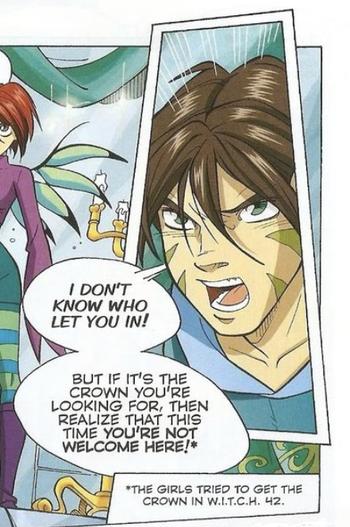 I DON'T
KNOW WHO
LET YOU IN!
BUT IF IT'S THE
CROWN YOU'RE
LOOKING FOR, THEN
REALIZE THAT THIS
TIME YOU'RE NOT
WELCOME HERE!*
*THE GIRLS TRIED TO GET THE
CROWN IN W.I.T.C.H. 42.